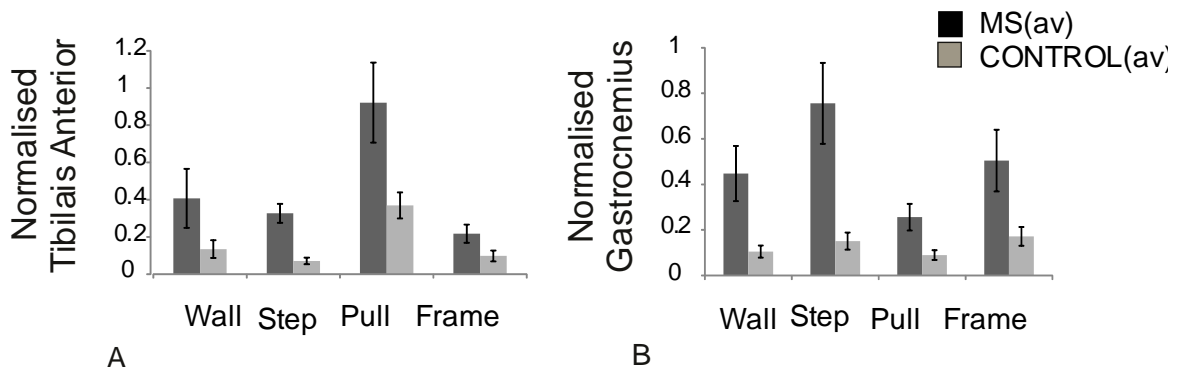 MS(av)
CONTROL(av)
Normalised
Tibilais Anterior
1.2
1
0.8
0.6
0.4
0.2
0
Wall Step Pull Frame
A
Normalised
Gastrocnemius
1
0.8
0.6
0.4
0.2
0
Wall Step Pull Frame
B